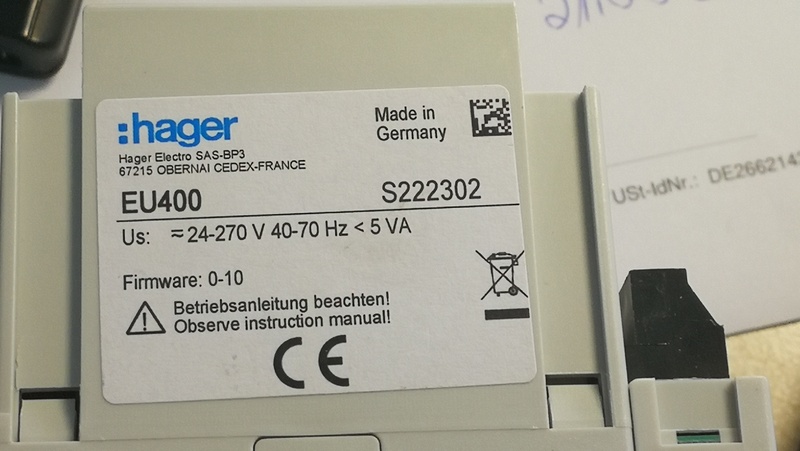 :hager
Made in
Germany
Hager Electro SAS-BP3
67215 OBERNAI CEDEX-FRANCE
EU400
S222302
Us: ≂24-270 V 40-70 Hz < 5 VA
Firmware: 0-10
Betriebsanleitung beachten!
Observe instruction manual!
CE
USt-IdNr.: DE2662143